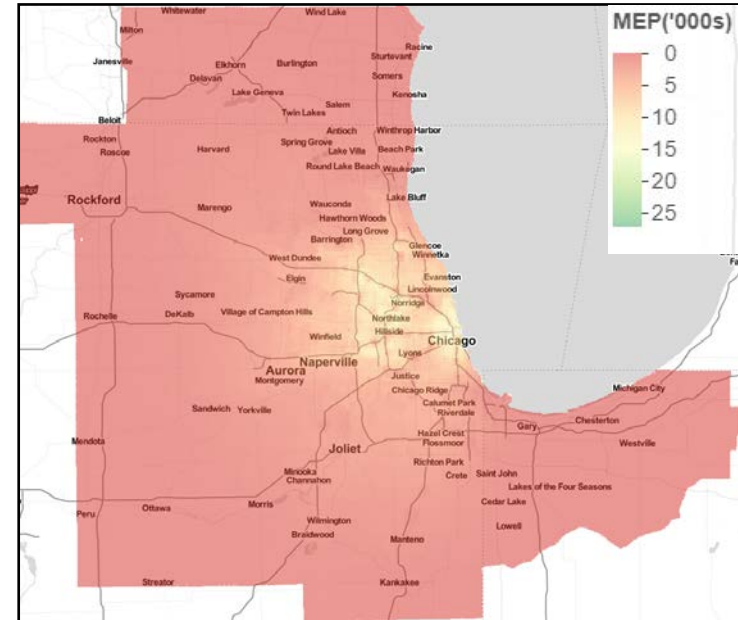 MEP('000s)
0
5
10
15
20
25
Whitewater
Wind Lake
Milton
Racine
Janesville
Sturtevant
Elkhorn
Burlington
Delavan
Somers
Lake Geneva
Kenosha
Salem
Twin Lakes
Beloit
Antioch
Winthrop Harbor
Rockton
Spring Grove
Roscoe
Harvard
Lake Villa
Beach Park
Round Lake Beach
Waukegan
Rockford
Lake Bluff
Marengo
Wauconda
Hawthorn Woods
Long Grove
Barrington
Glencoe
Winnetka
West Dundee
Elgin
Evanston
Lincolnwood
Sycamore
Norridge
Rochelle
DeKalb
Village of Campton Hills
Northlake
Hillside
Winfield
Chicago
Lyons
Naperville
Aurora
Justice
Montgomery
Chicago Ridge
Michigan City
Calumet Park
Sandwich
Yorkville
Riverdale
Chesterton
Gary
Mendota
Hazel Crest
Flossmoor
Westville
Joliet
Richton Park
Minooka
Crete
Saint John
Channahon
Lakes of the Four Seasons
Peru
Ottawa
Morris
Cedar Lake
Wilmington
Lowell
Braidwood
Manteno
Streator
Kankakee